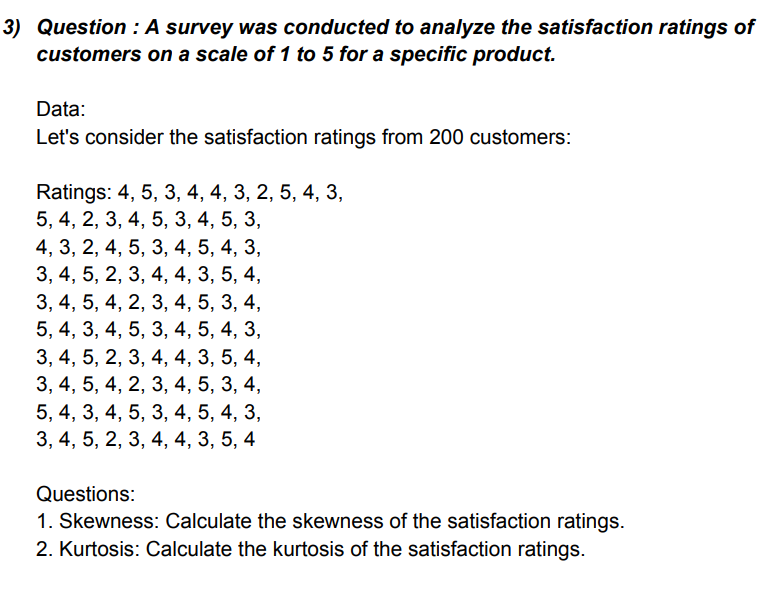 3) Question : A survey was conducted to analyze the satisfaction ratings of
customers on a scale of 1 to 5 for a specific product.
Data:
Let's consider the satisfaction ratings from 200 customers:
Ratings: 4, 5, 3, 4, 4, 3, 2, 5, 4, 3,
5, 4, 2, 3, 4, 5, 3, 4, 5, 3,
4, 3, 2, 4, 5, 3, 4, 5, 4, 3,
3, 4, 5, 2, 3, 4, 4, 3, 5, 4,
3, 4, 5, 4, 2, 3, 4, 5, 3, 4,
5, 4, 3, 4, 5, 3, 4, 5, 4, 3,
3, 4, 5, 2, 3, 4, 4, 3, 5, 4,
3, 4, 5, 4, 2, 3, 4, 5, 3, 4,
5, 4, 3, 4, 5, 3, 4, 5, 4, 3,
3, 4, 5, 2, 3, 4, 4, 3, 5, 4
Questions:
1. Skewness: Calculate the skewness of the satisfaction ratings.
2. Kurtosis: Calculate the kurtosis of the satisfaction ratings.